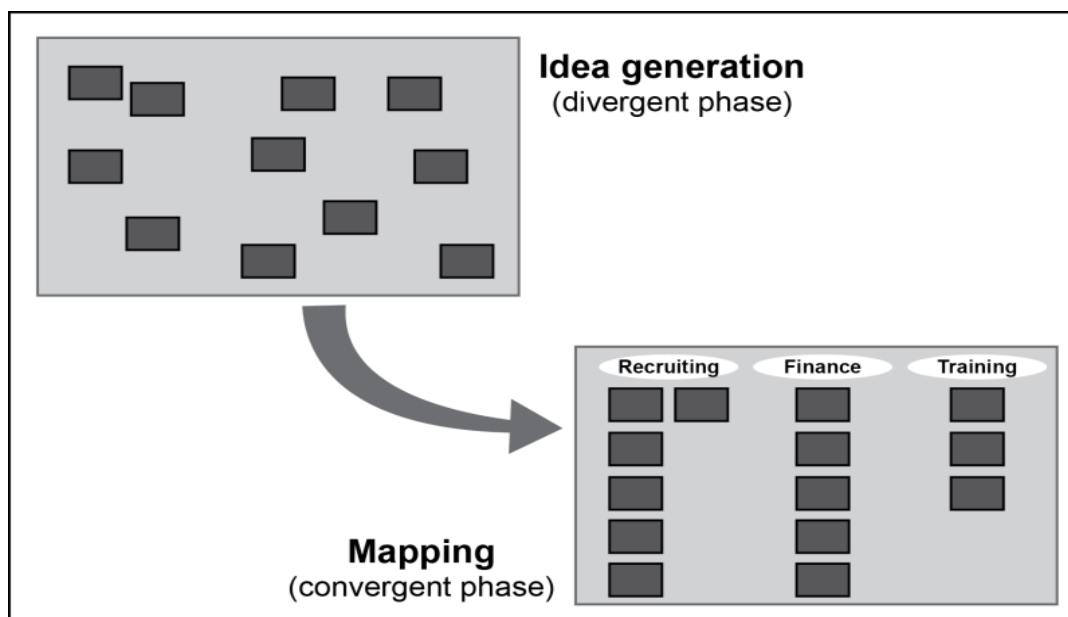 Idea generation
(divergent phase)
Recruiting Finance Training
Mapping
(convergent phase)